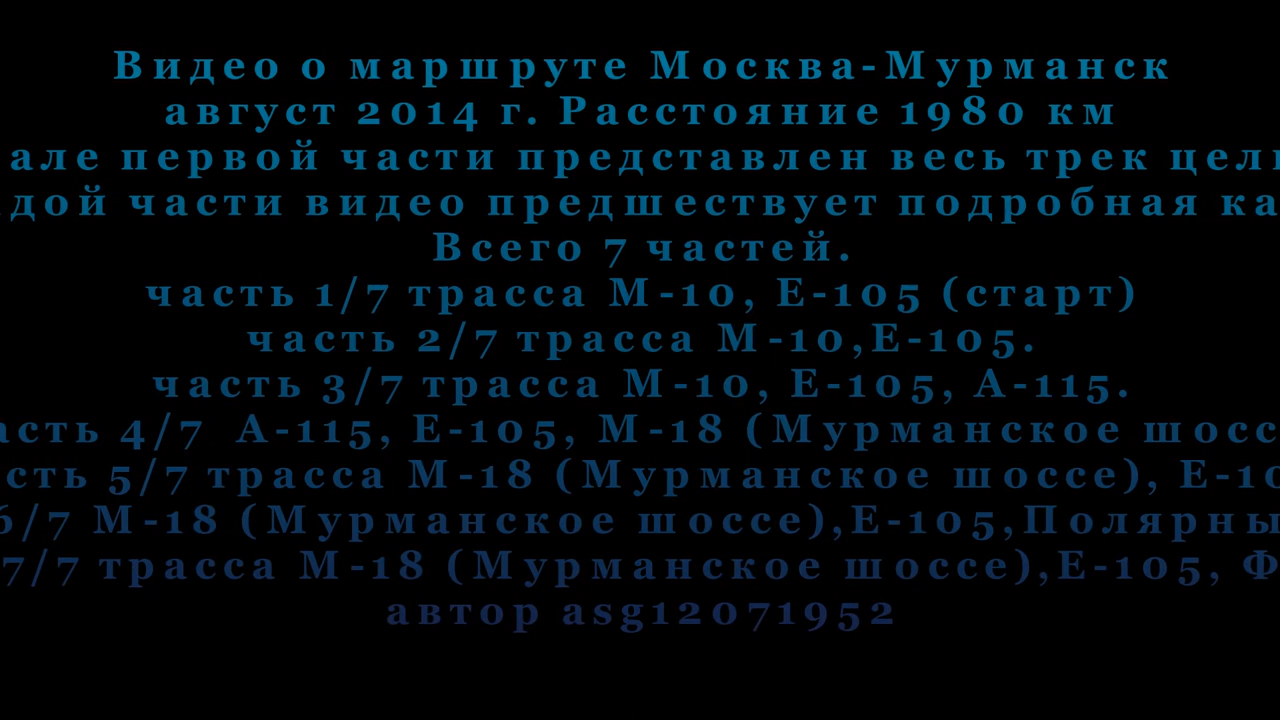 Видео о маршруте Москва-Мурманск
август 2014 г. Расстояние 1980 км
але первой части представлен весь трек цель
дой части видео предшествует подробная ка
Всего 7 частей.
часть 1/7 трасса М-10, Е-105 (старт)
часть 2/7 трасса М-10,Е-105.
часть 3/7 трасса М-10, Е-105, А-115.
асть 4/7 А-115, Е-105, М-18 (Мурманское шосс
сть 5/7 трасса М-18 (Мурманское шоссе), Е-10
6/7 М-18 (Мурманское шоссе),Е-105,Полярны
7/7 трасса М-18 (Мурманское шоссе),Е-105, Ф
автор asg12071952